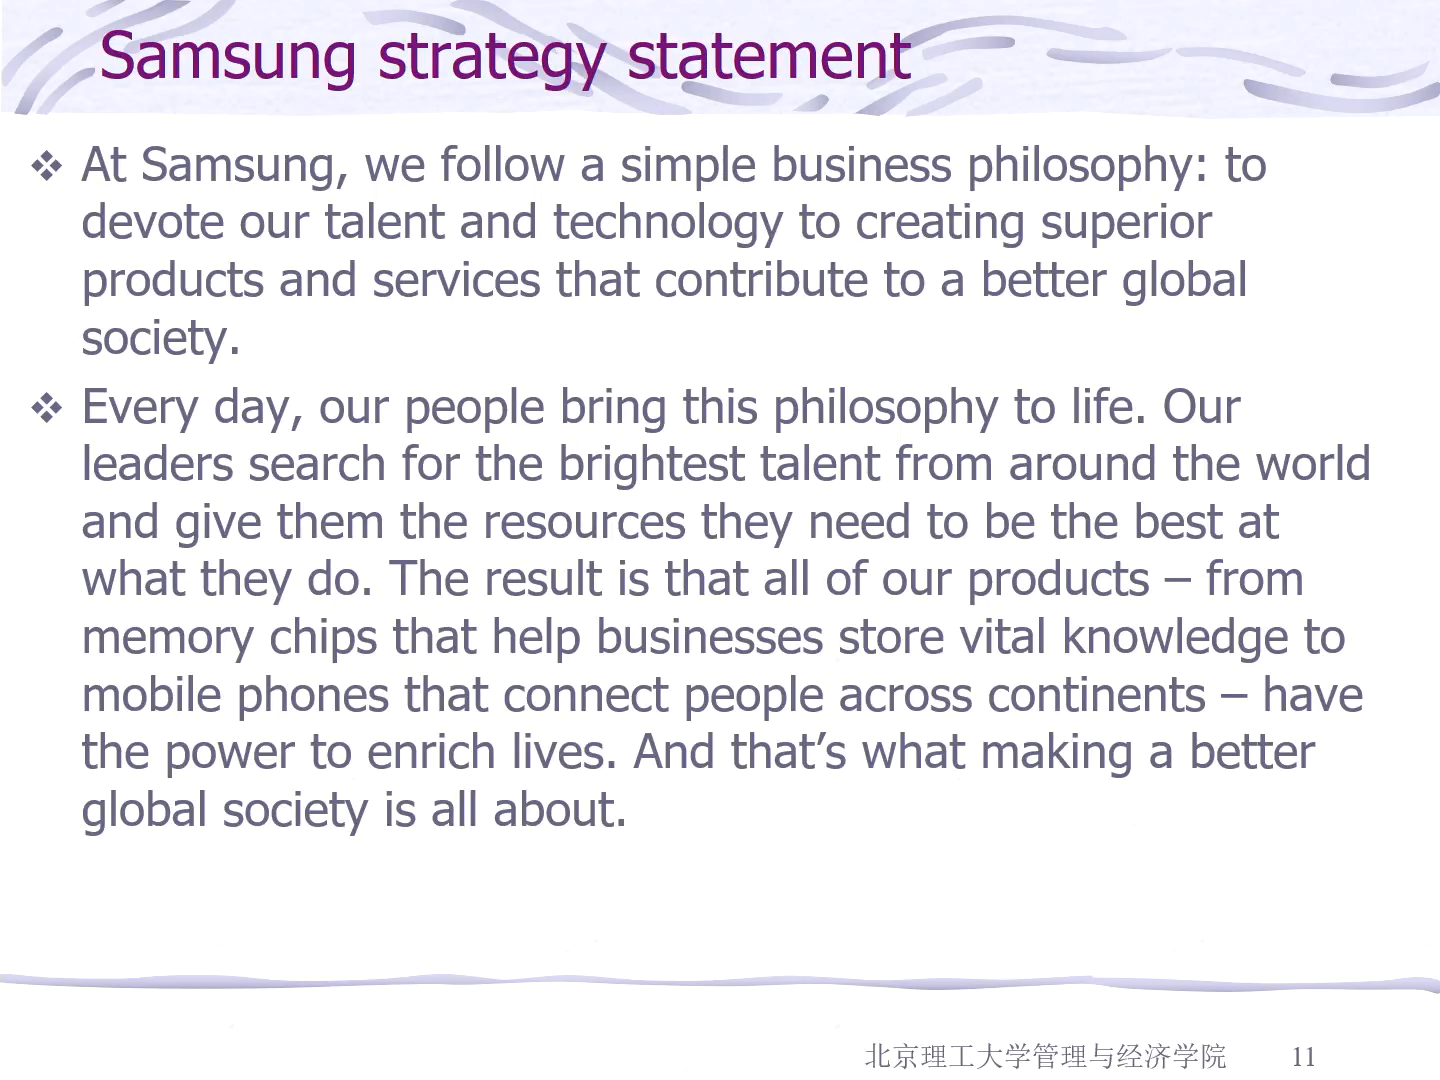 Samsung strategy statement
❖ At Samsung, we follow a simple business philosophy: to
devote our talent and technology to creating superior
products and services that contribute to a better global
society.
❖ Every day, our people bring this philosophy to life. Our
leaders search for the brightest talent from around the world
and give them the resources they need to be the best at
what they do. The result is that all of our products – from
memory chips that help businesses store vital knowledge to
mobile phones that connect people across continents – have
the power to enrich lives. And that’s what making a better
global society is all about.
北京理工大学管理与经济学院 11